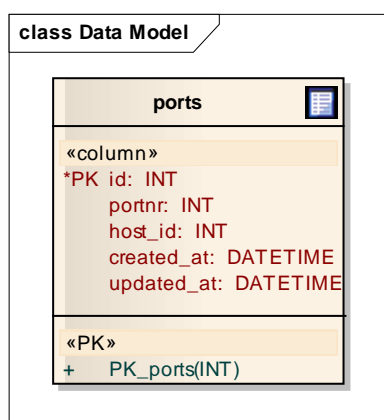 class Data Model
ports
«column»
*PK id: INT
portnr: INT
host_id: INT
created_at: DATETIME
updated_at: DATETIME
«PK»
+ PK_ports(INT)